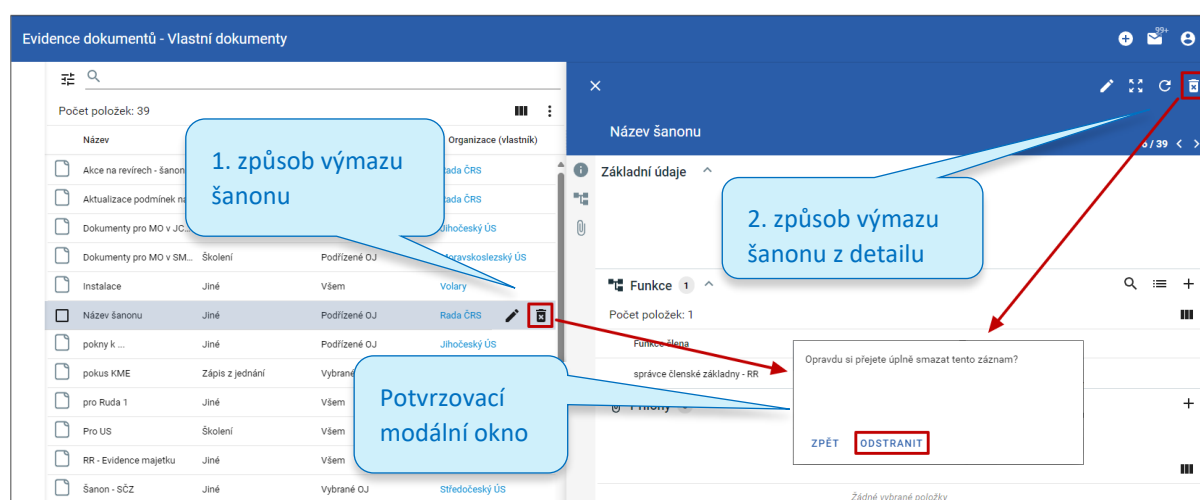 Evidence dokumentů - Vlastní dokumenty
99+
Počet položek: 39
Název
Organizace (vlastník)
Akce na revírech - šanon
Rada ČRS
Aktualizace podmínek na
Rada ČRS
Dokumenty pro MO v JC...
Jihočeský ÚS
Dokumenty pro MO v SM... Školení Podřízené OJ Moravskoslezský ÚS
Instalace Jiné Všem Volary
Název šanonu Jiné Podřízené OJ Rada ČRS
pokny k ... Jiné Podřízené OJ Jihočeský ÚS
pokus KME Zápis z jednání Vybrané
pro Ruda 1 Jiné Všem
Pro US Školení Všem
RR - Evidence majetku Jiné Všem
Šanon - SČZ Jiné Vybrané OJ Středočeský ÚS
1. způsob výmazu
šanonu
Název šanonu
/ 39
Základní údaje
2. způsob výmazu
šanonu z detailu
Funkce 1
Počet položek: 1
Funkce člena
správce členské základny - RR
Přílohy
Potvrzovací
modální okno
Opravdu si přejete úplně smazat tento záznam?
ZPĚT ODSTRANIT
Žádné vybrané položky